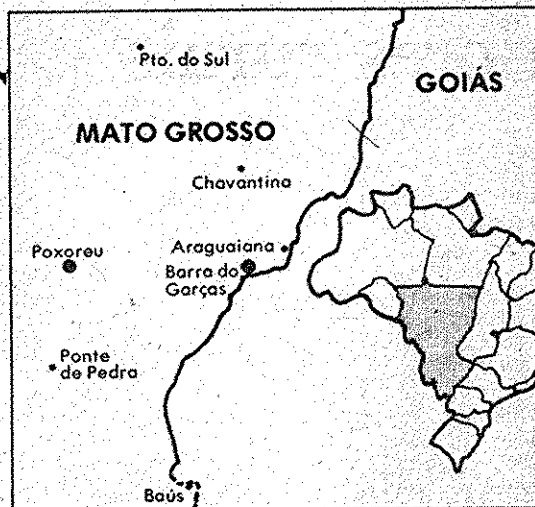 Pto. do Sul
GOIÁS
MATO GROSSO
Chavantina
Poxoreu
Araguaiana
Barra do
Garças
Ponte
de Pedra
Baús